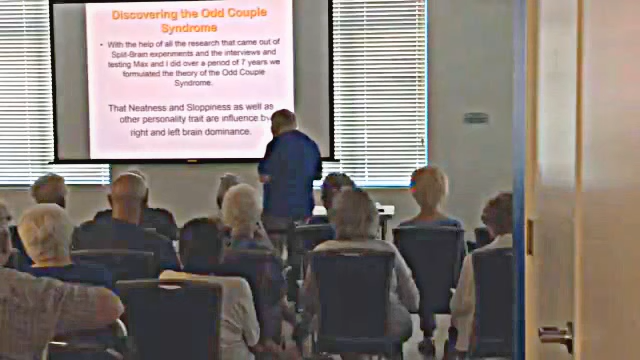 Discovering the Odd Couple
Syndrome
• With the help of all the research that came out of
Split-Brain experiments and the interviews and
testing Max and I did over a period of 7 years we
formulated the theory of the Odd Couple
Syndrome.
That Neatness and Sloppiness as well as
other personality trait are influence by
right and left brain dominance.